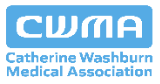 CWMA
Catherine Washburn
Medical Association